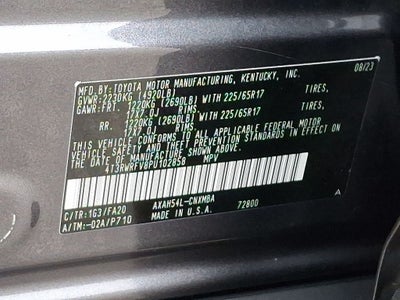 MFD. BY: TOYOTA MOTOR MANUFACTURING, KENTUCKY, INC. 08/23
GVWR: 2230KG (4920LB)
GAWR: FRT. 1220KG (2690LB) WITH 225/65R17 TIRES,
17X7.0J RIMS.
RR. 1220KG (2690LB) WITH 225/65R17 TIRES,
17X7.0J RIMS.
THIS VEHICLE CONFORMS TO ALL APPLICABLE
FEDERAL MOTOR VEHICLE SAFETY, BUMPER, AND
THEFT PREVENTION STANDARDS IN EFFECT ON
THE DATE OF MANUFACTURE SHOWN ABOVE.
4T3RWRFV8PU102858 MPV
C/TR: 1G3/FA20 AXAH54L-CNXMBA A
A/TM: -02A/P710 MADE IN U.S.A. 72800